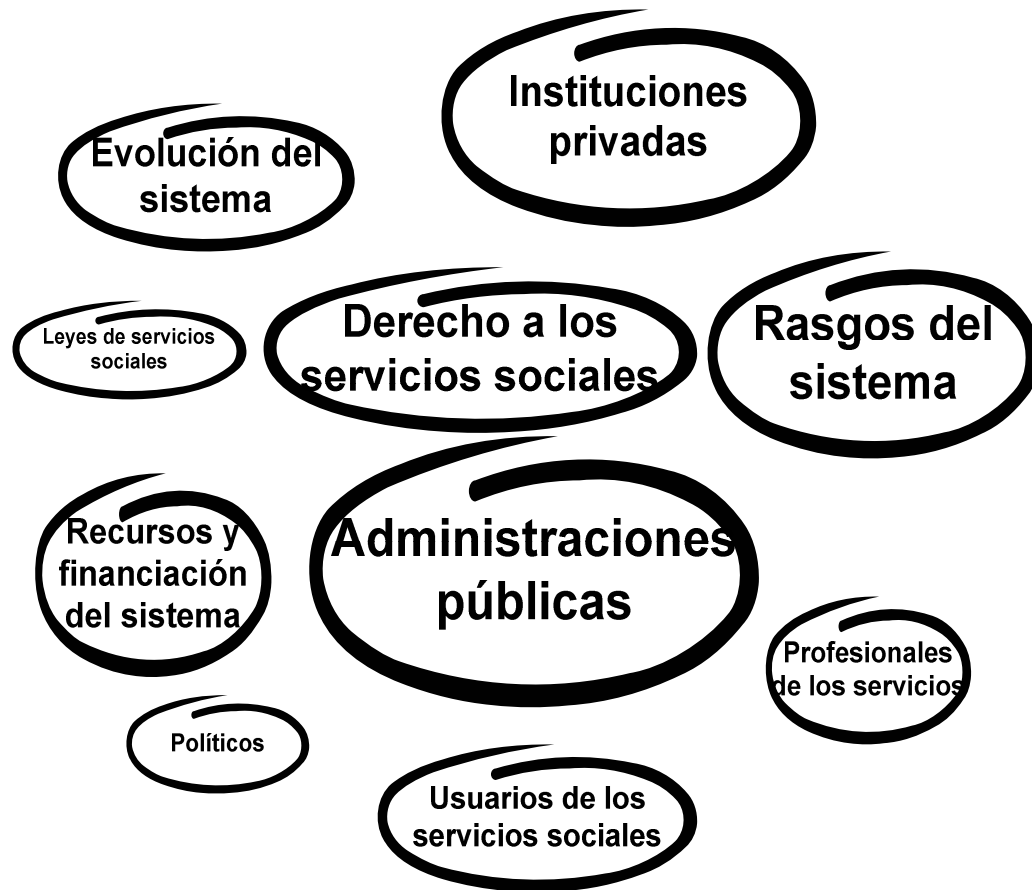 Instituciones
privadas
Evolución del
sistema
Leyes de servicios
sociales
Derecho a los
servicios sociales
Rasgos del
sistema
Recursos y
financiación
del sistema
Administraciones
públicas
Profesionales
de los servicios
Políticos
Usuarios de los
servicios sociales